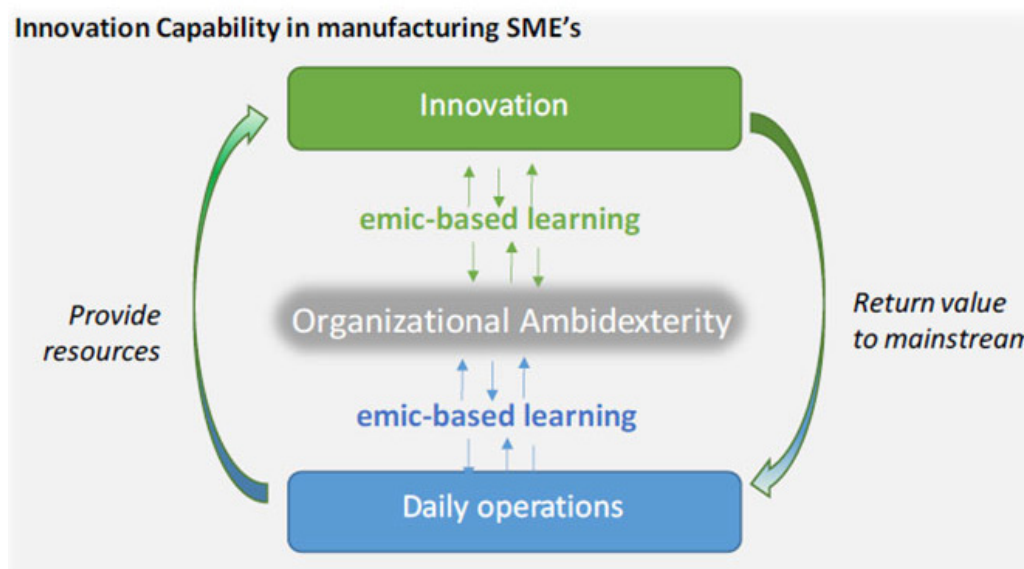 Innovation Capability in manufacturing SME's
Innovation
emic-based learning
Organizational Ambidexterity
Provide
resources
Return value
to mainstream
emic-based learning
Daily operations